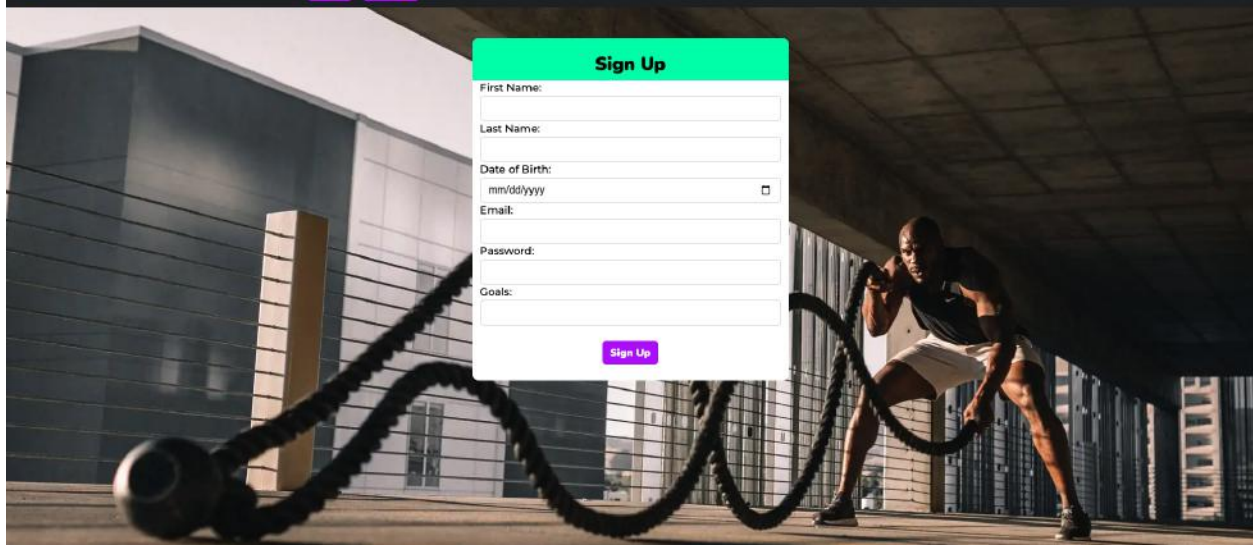 Sign Up
First Name:
Last Name:
Date of Birth:
mm/dd/yyyy
Email:
Password:
Goals:
Sign Up